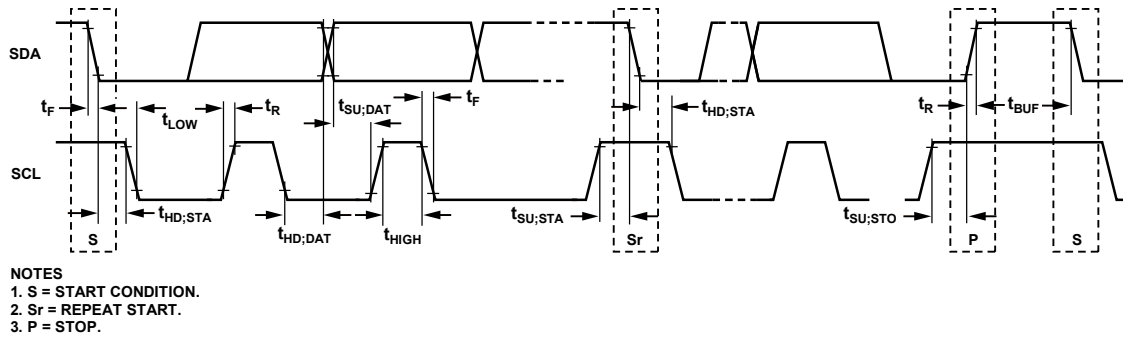 SDA
tF
tLOW
tR
tSU;DAT
tF
tHD;STA
tR
tBUF
SCL
tHD;STA
tHD;DAT
tHIGH
tSU;STA
tSU;STO
S
Sr
P
S
NOTES
1. S = START CONDITION.
2. Sr = REPEAT START.
3. P = STOP.